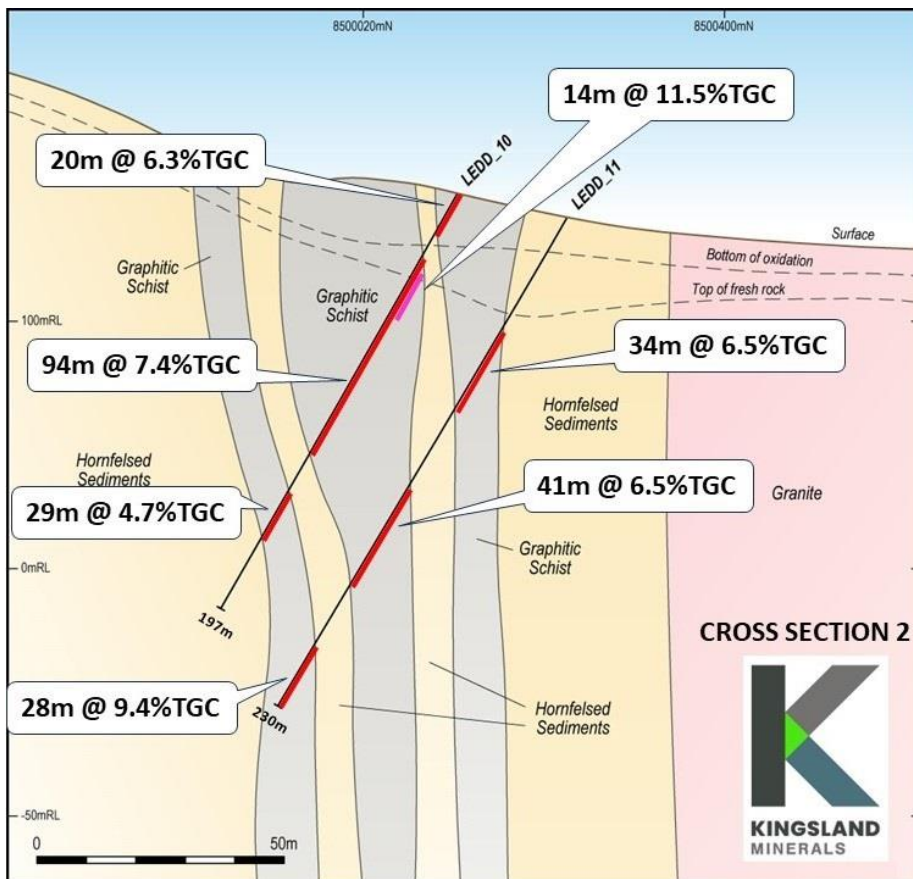 8500020mN
8500400mN
14m @ 11.5%TGC
20m @ 6.3%TGC
LEDD_10
LEDD_11
Surface
Bottom of oxidation
Top of fresh rock
Graphitic
Schist
Graphitic
Schist
100mRL
94m @ 7.4%TGC
34m @ 6.5%TGC
Hornfelsed
Sediments
Hornfelsed
Sediments
Granite
29m @ 4.7%TGC
41m @ 6.5%TGC
Graphitic
Schist
0mRL
197m
CROSS SECTION 2
28m @ 9.4%TGC
230m
Hornfelsed
Sediments
-50mRL
0
50m
KINGSLAND
MINERALS